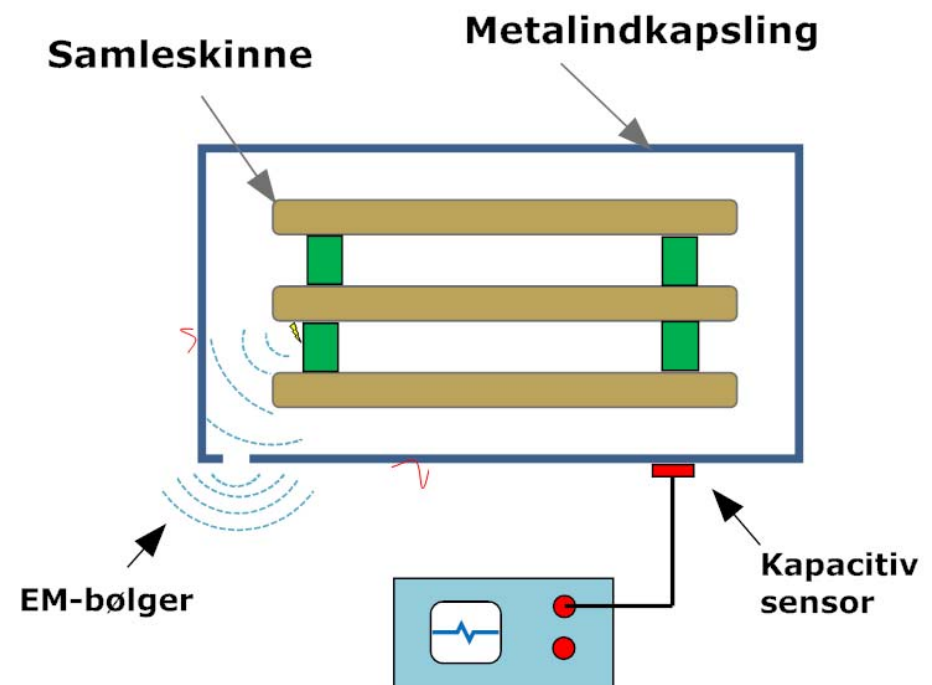 Metalindkapsling
Samleskinne
EM-bølger
Kapacitiv
sensor